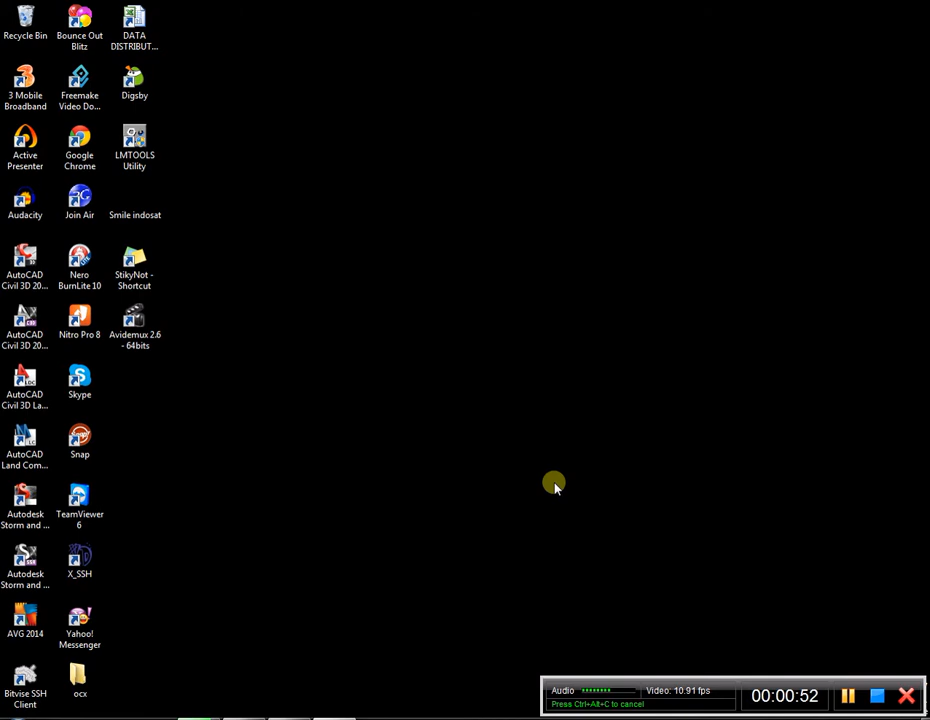 Recycle Bin
Bounce Out
Blitz
DATA
DISTRIBUT...
3 Mobile
Broadband
Freemake
Video Do...
Digsby
Active
Presenter
Google
Chrome
LMTOOLS
Utility
Audacity
Join Air
Smile indosat
AutoCAD
Civil 3D 20...
Nero
BurnLite 10
StikyNot -
Shortcut
AutoCAD
Civil 3D 20...
Nitro Pro 8
Avidemux 2.6
- 64bits
AutoCAD
Civil 3D La...
Skype
AutoCAD
Land Com...
Snap
Autodesk
Storm and ...
TeamViewer
6
Autodesk
Storm and ...
X_SSH
AVG 2014
Yahoo!
Messenger
Bitvise SSH
Client
ocx
Audio
Video: 10.91 fps
Press Ctrl+Alt+C to cancel
00:00:52